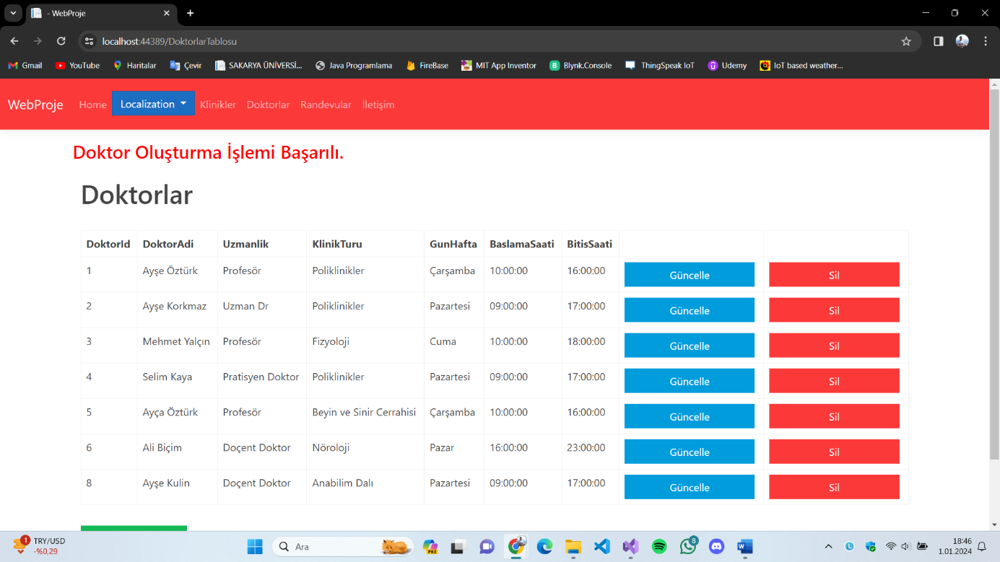 - WebProje
localhost:44389/DoktorlarTablosu
Gmail YouTube Haritalar Çevir SAKARYA ÜNİVERSİ... Java Programlama FireBase MIT App Inventor Blynk.Console ThingSpeak IoT Udemy IoT based weather...
WebProje Home Localization Klinikler Doktorlar Randevular İletişim
Doktor Oluşturma İşlemi Başarılı.
Doktorlar
DoktorId DoktorAdi Uzmanlik KlinikTuru GunHafta BaslamaSaati BitisSaati
1 Ayşe Öztürk Profesör Poliklinikler Çarşamba 10:00:00 16:00:00 Güncelle Sil
2 Ayşe Korkmaz Uzman Dr Poliklinikler Pazartesi 09:00:00 17:00:00 Güncelle Sil
3 Mehmet Yalçın Profesör Fizyoloji Cuma 10:00:00 18:00:00 Güncelle Sil
4 Selim Kaya Pratisyen Doktor Poliklinikler Pazartesi 09:00:00 17:00:00 Güncelle Sil
5 Ayça Öztürk Profesör Beyin ve Sinir Cerrahisi Çarşamba 10:00:00 16:00:00 Güncelle Sil
6 Ali Biçim Doçent Doktor Nöroloji Pazar 16:00:00 23:00:00 Güncelle Sil
8 Ayşe Kulin Doçent Doktor Anabilim Dalı Pazartesi 09:00:00 17:00:00 Güncelle Sil
1 TRY/USD
-%0,29
Ara
PRE
8
18:46
1.01.2024